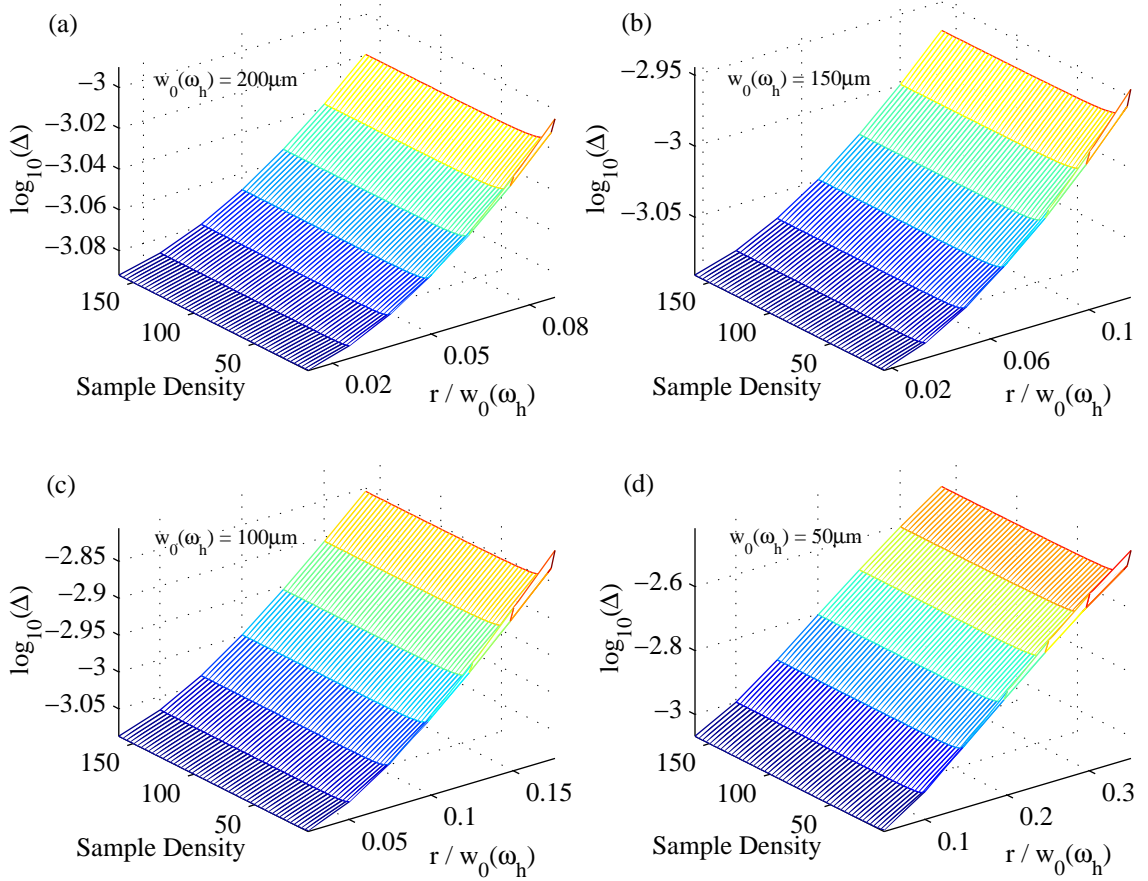 (a)
w₀(ωₕ) = 200μm
−3
−3.02
−3.04
−3.06
−3.08
log₁₀(Δ)
150
100
50
Sample Density
0.02
0.05
0.08
r / w₀(ωₕ)
(b)
w₀(ωₕ) = 150μm
−2.95
−3
−3.05
log₁₀(Δ)
150
100
50
Sample Density
0.02
0.06
0.1
r / w₀(ωₕ)
(c)
w₀(ωₕ) = 100μm
−2.85
−2.9
−2.95
−3
−3.05
log₁₀(Δ)
150
100
50
Sample Density
0.05
0.1
0.15
r / w₀(ωₕ)
(d)
w₀(ωₕ) = 50μm
−2.6
−2.8
−3
log₁₀(Δ)
150
100
50
Sample Density
0.1
0.2
0.3
r / w₀(ωₕ)